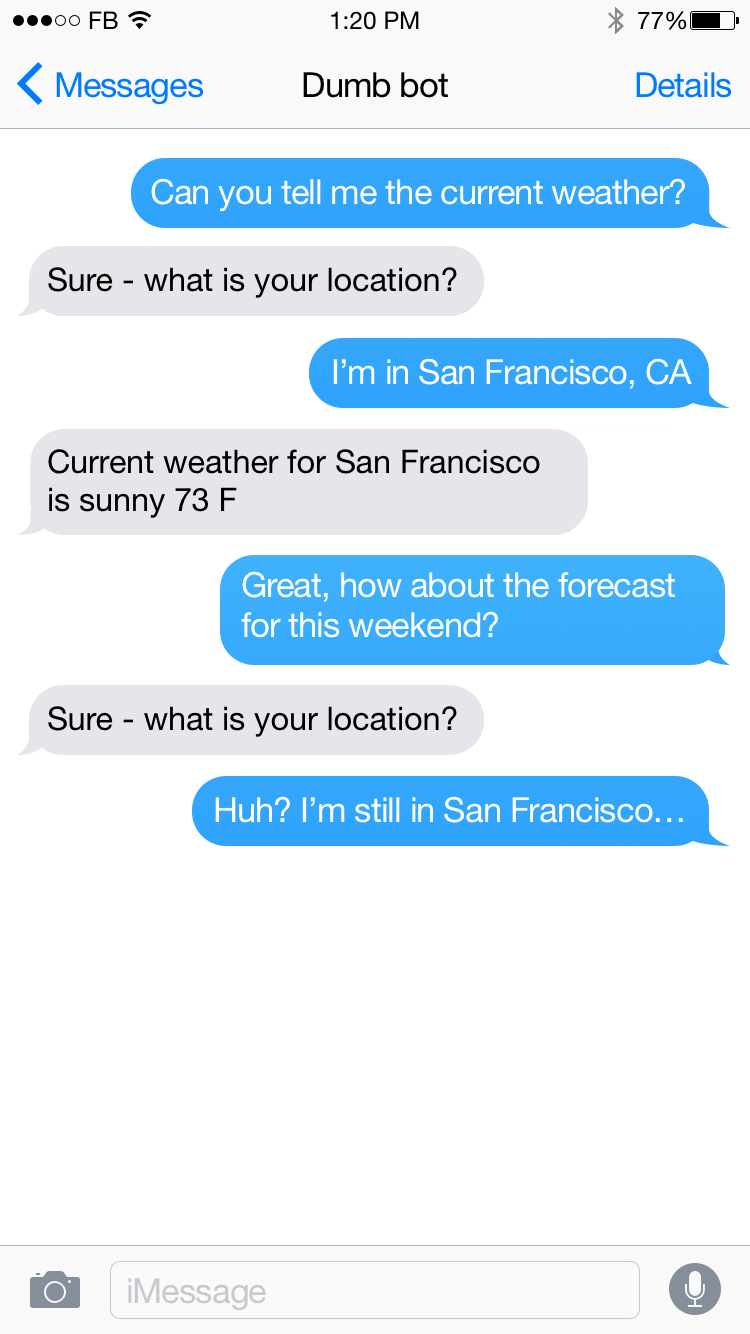 FB 1:20 PM 77%
Messages Dumb bot Details
Can you tell me the current weather?
Sure - what is your location?
I’m in San Francisco, CA
Current weather for San Francisco
is sunny 73 F
Great, how about the forecast
for this weekend?
Sure - what is your location?
Huh? I’m still in San Francisco…
iMessage